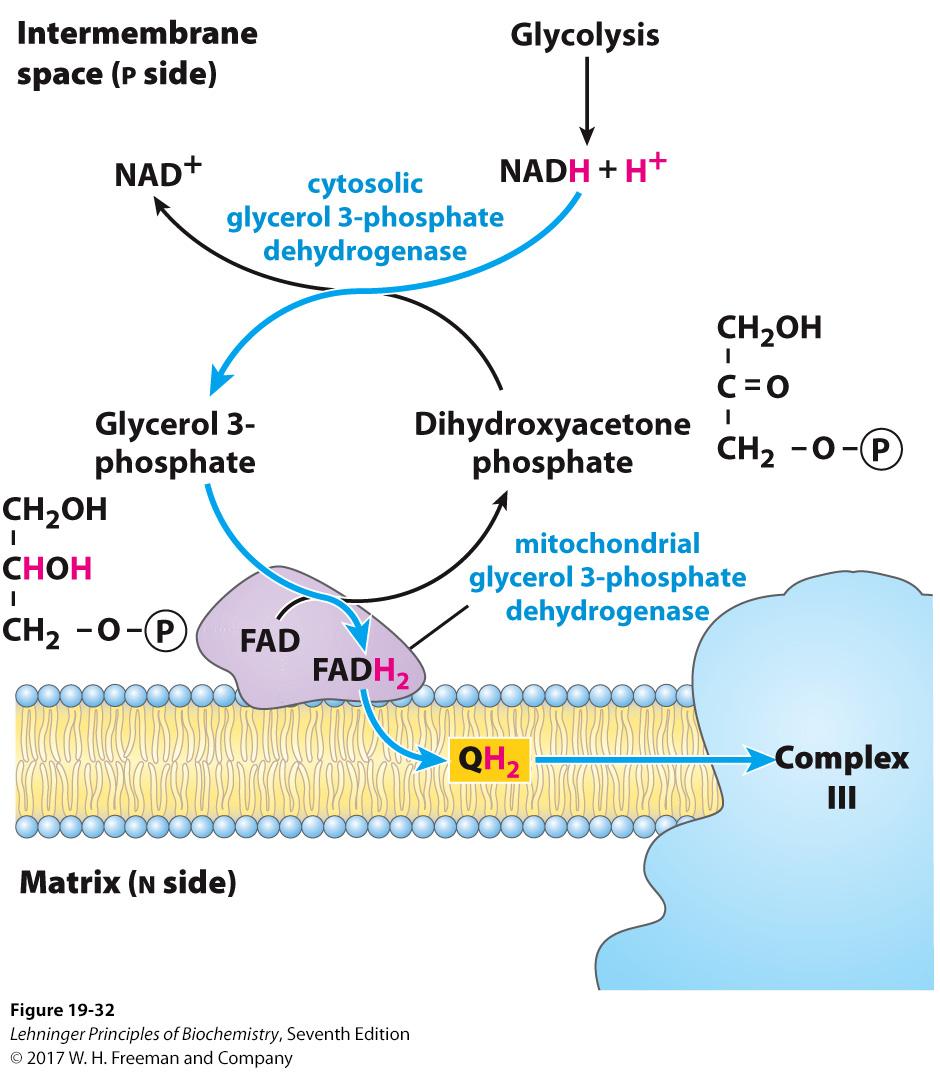 Intermembrane
space (P side)
Glycolysis
NAD⁺
NADH + H⁺
cytosolic
glycerol 3-phosphate
dehydrogenase
CH₂OH
C=O
CH₂ –O–P
Glycerol 3-
phosphate
Dihydroxyacetone
phosphate
CH₂OH
CHOH
CH₂ –O–P
mitochondrial
glycerol 3-phosphate
dehydrogenase
FAD
FADH₂
QH₂
Complex
III
Matrix (N side)
Figure 19-32
Lehninger Principles of Biochemistry, Seventh Edition
© 2017 W. H. Freeman and Company